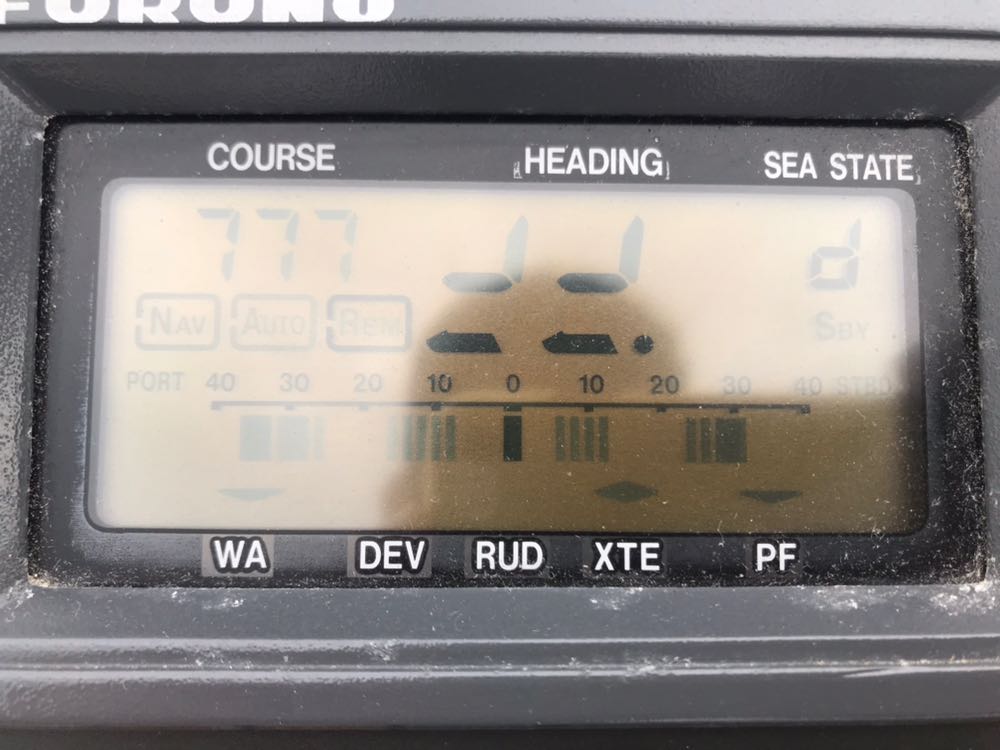 FURUNO
COURSE HEADING SEA STATE
777 d
NAV AUTO REM SBY
PORT 40 30 20 10 0 10 20 30 40 STBD
WA DEV RUD XTE PF